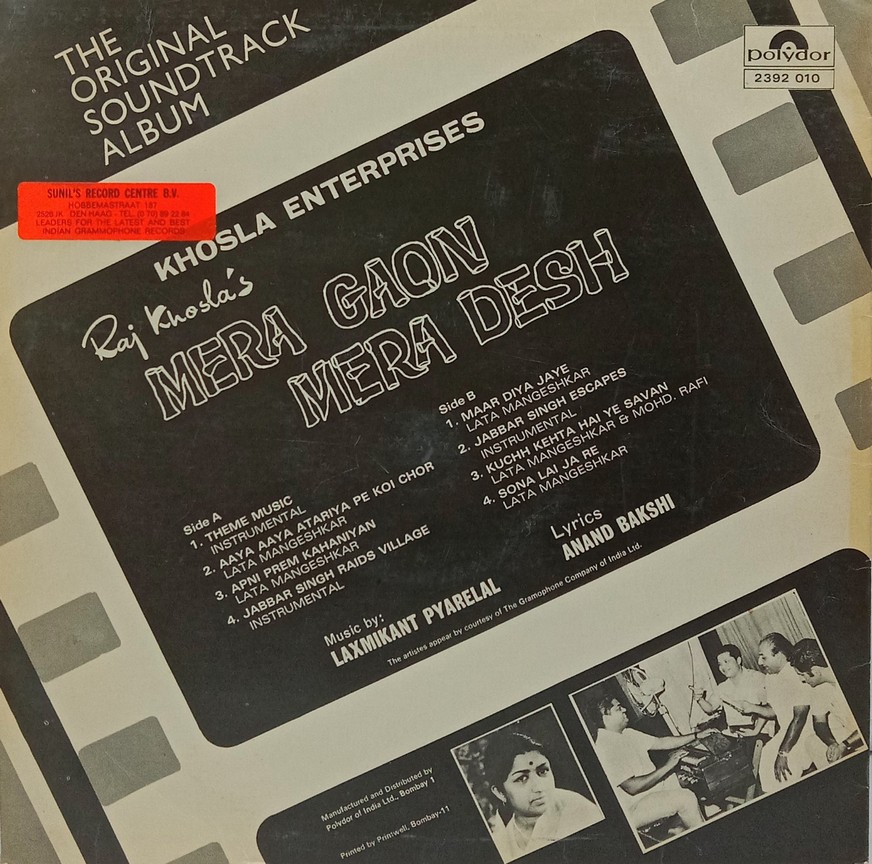 THE
ORIGINAL
SOUNDTRACK
ALBUM
polydor
2392 010
SUNIL'S RECORD CENTRE B.V.
HOBBEMASTRAAT 187
2526 JK DEN HAAG - TEL. (070) 89 22 84
LEADERS FOR THE LATEST AND BEST
INDIAN GRAMMOPHONE RECORDS
KHOSLA ENTERPRISES
Raj Khosla's
MERA GAON
MERA DESH
Side A
1. THEME MUSIC
INSTRUMENTAL
2. AAYA AAYA ATARIYA PE KOI CHOR
LATA MANGESHKAR
3. APNI PREM KAHANIYAN
LATA MANGESHKAR
4. JABBAR SINGH RAIDS VILLAGE
INSTRUMENTAL
Side B
1. MAAR DIYA JAYE
LATA MANGESHKAR
2. JABBAR SINGH ESCAPES
INSTRUMENTAL
3. KUCHH KEHTA HAI YE SAVAN
LATA MANGESHKAR & MOHD. RAFI
4. SONA LAI JA RE
LATA MANGESHKAR
Music by:
LAXMIKANT PYARELAL
Lyrics
ANAND BAKSHI
The artistes appear by courtesy of The Gramophone Company of India Ltd.
Manufactured and Distributed by
Polydor of India Ltd., Bombay 1
Printed by Printwell, Bombay-11